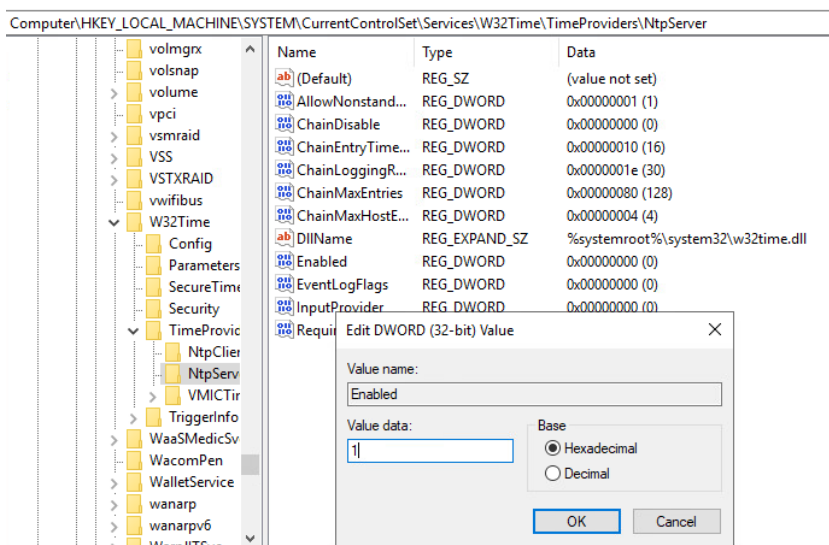 Computer\HKEY_LOCAL_MACHINE\SYSTEM\CurrentControlSet\Services\W32Time\TimeProviders\NtpServer
volmgrx
volsnap
volume
vpci
vsmraid
VSS
VSTXRAID
vwifibus
W32Time
Config
Parameters
SecureTime
Security
TimeProvic
NtpClier
NtpServ
VMICTir
TriggerInfo
WaaSMedicSv
WacomPen
WalletService
wanarp
wanarpv6
Name Type Data
(Default) REG_SZ (value not set)
AllowNonstand... REG_DWORD 0x00000001 (1)
ChainDisable REG_DWORD 0x00000000 (0)
ChainEntryTime... REG_DWORD 0x00000010 (16)
ChainLoggingR... REG_DWORD 0x0000001e (30)
ChainMaxEntries REG_DWORD 0x00000080 (128)
ChainMaxHostE... REG_DWORD 0x00000004 (4)
DllName REG_EXPAND_SZ %systemroot%\system32\w32time.dll
Enabled REG_DWORD 0x00000000 (0)
EventLogFlags REG_DWORD 0x00000000 (0)
InputProvider REG_DWORD 0x00000000 (0)
Requir
Edit DWORD (32-bit) Value
Value name:
Enabled
Value data:
1
Base
Hexadecimal
Decimal
OK Cancel